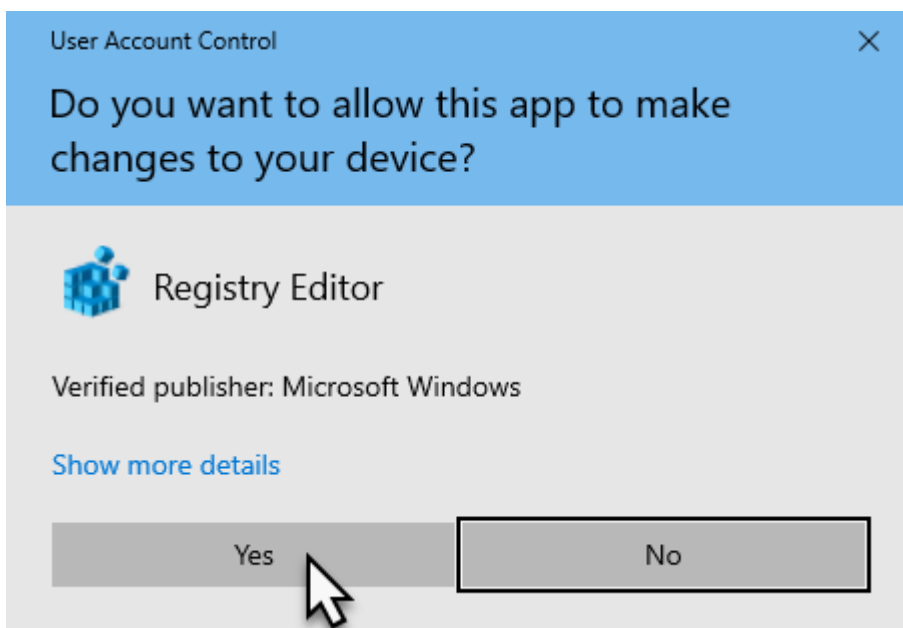 User Account Control
Do you want to allow this app to make
changes to your device?
Registry Editor
Verified publisher: Microsoft Windows
Show more details
Yes
No